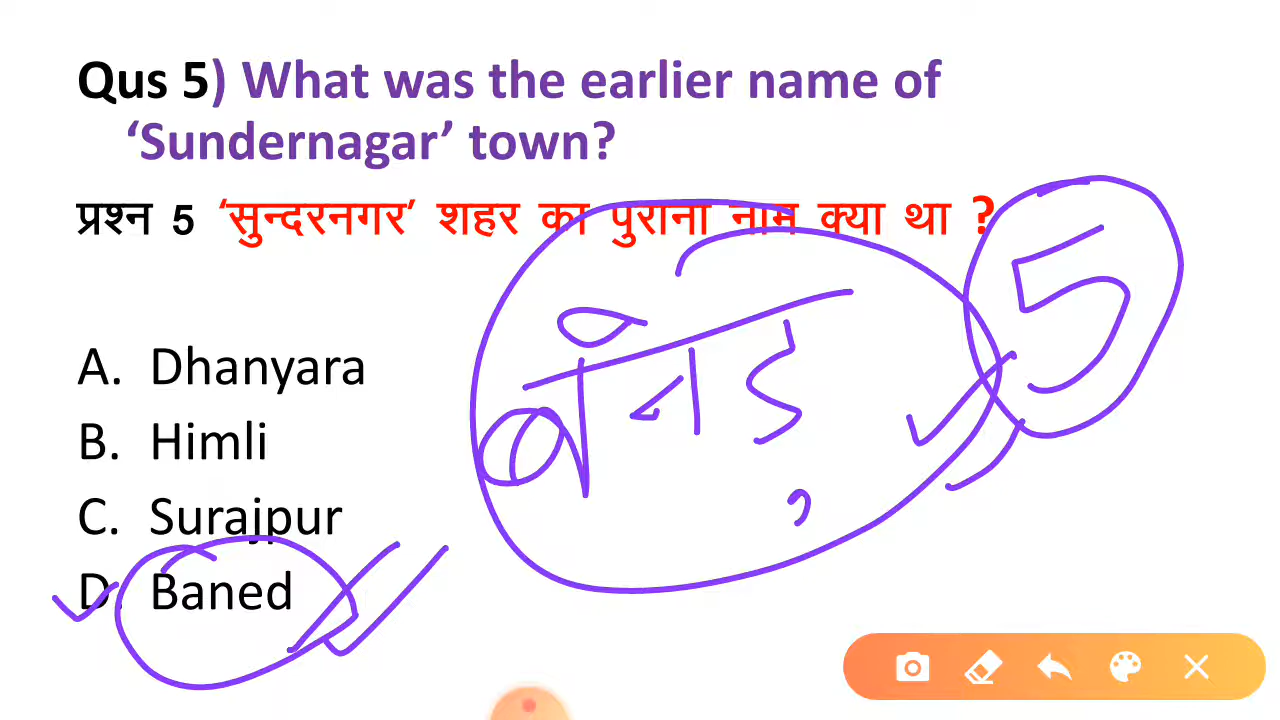 Qus 5) What was the earlier name of
‘Sundernagar’ town?
प्रश्न 5 ‘सुन्दरनगर’ शहर का पुराना नाम क्या था ?
5
बनेड
A. Dhanyara
B. Himli
C. Surajpur
D. Baned